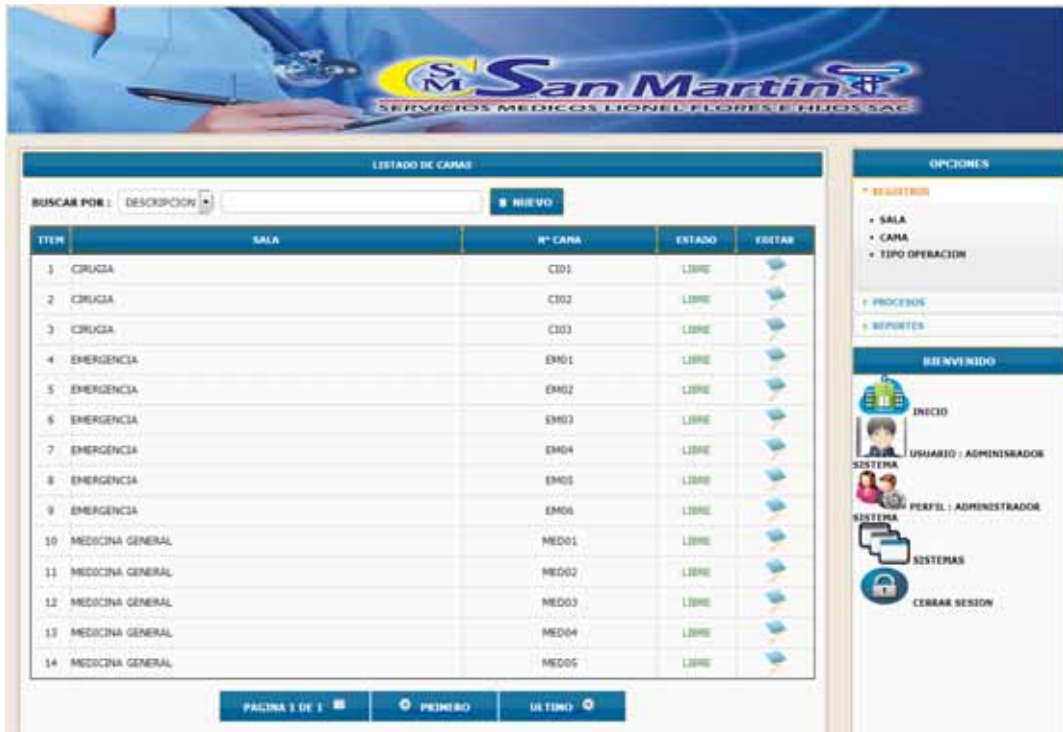 CSM San Martin
SERVICIOS MEDICOS LIONEL FLORES E HIJOS SAC
LISTADO DE CAMAS
BUSCAR POR : DESCRIPCION NUEVO
ITEM SALA Nº CAMA ESTADO EDITAR
1 CIRUGIA CI01 LIBRE
2 CIRUGIA CI02 LIBRE
3 CIRUGIA CI03 LIBRE
4 EMERGENCIA EM01 LIBRE
5 EMERGENCIA EM02 LIBRE
6 EMERGENCIA EM03 LIBRE
7 EMERGENCIA EM04 LIBRE
8 EMERGENCIA EM05 LIBRE
9 EMERGENCIA EM06 LIBRE
10 MEDICINA GENERAL MED01 LIBRE
11 MEDICINA GENERAL MED02 LIBRE
12 MEDICINA GENERAL MED03 LIBRE
13 MEDICINA GENERAL MED04 LIBRE
14 MEDICINA GENERAL MED05 LIBRE
PAGINA 1 DE 1 PRIMERO ULTIMO
OPCIONES
REGISTROS
• SALA
• CAMA
• TIPO OPERACION
PROCESOS
REPORTES
BIENVENIDO
INICIO
USUARIO : ADMINISRADOR
SISTEMA
PERFIL : ADMINISTRADOR
SISTEMA
SISTEMAS
CERRAR SESION